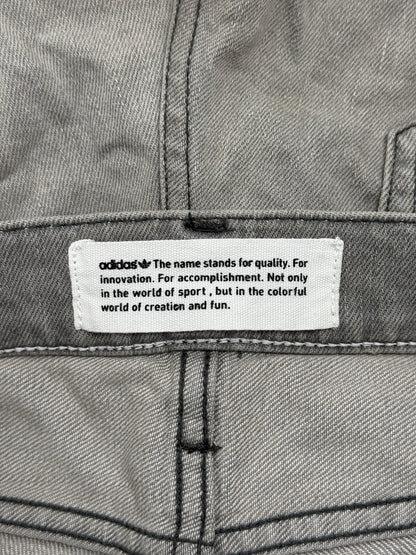 adidas The name stands for quality. For
innovation. For accomplishment. Not only
in the world of sport , but in the colorful
world of creation and fun.